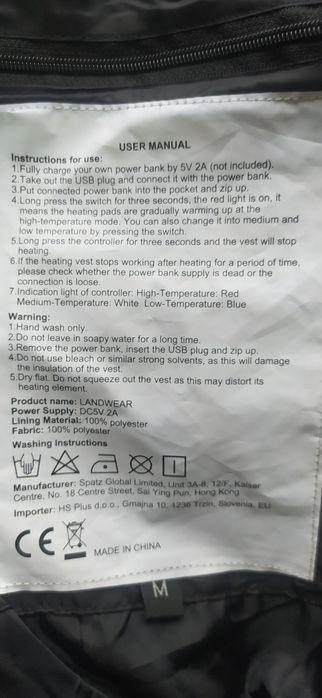 USER MANUAL
Instructions for use:
1.Fully charge your own power bank by 5V 2A (not included).
2.Take out the USB plug and connect it with the power bank.
3.Put connected power bank into the pocket and zip up.
4.Long press the switch for three seconds, the red light is on, it
means the heating pads are gradually warming up at the
high-temperature mode. You can also change it into medium and
low temperature by pressing the switch.
5.Long press the controller for three seconds and the vest will stop
heating.
6.If the heating vest stops working after heating for a period of time,
please check whether the power bank supply is dead or the
connection is loose.
7.Indication light of controller: High-Temperature: Red
Medium-Temperature: White Low-Temperature: Blue
Warning:
1.Hand wash only.
2.Do not leave in soapy water for a long time.
3.Remove the power bank, insert the USB plug and zip up.
4.Do not use bleach or similar strong solvents, as this will damage
the insulation of the vest.
5.Dry flat. Do not squeeze out the vest as this may distort its
heating element.
Product name: LANDWEAR
Power Supply: DC5V 2A
Lining Material: 100% polyester
Fabric: 100% polyester
Washing Instructions
Manufacturer: Spatz Global Limited, Unit 3A-8, 12/F, Kaiser
Centre, No. 18 Centre Street, Sai Ying Pun, Hong Kong
Importer: HS Plus d.o.o., Gmajna 10, 1236 Trzin, Slovenia, EU
CE MADE IN CHINA
M